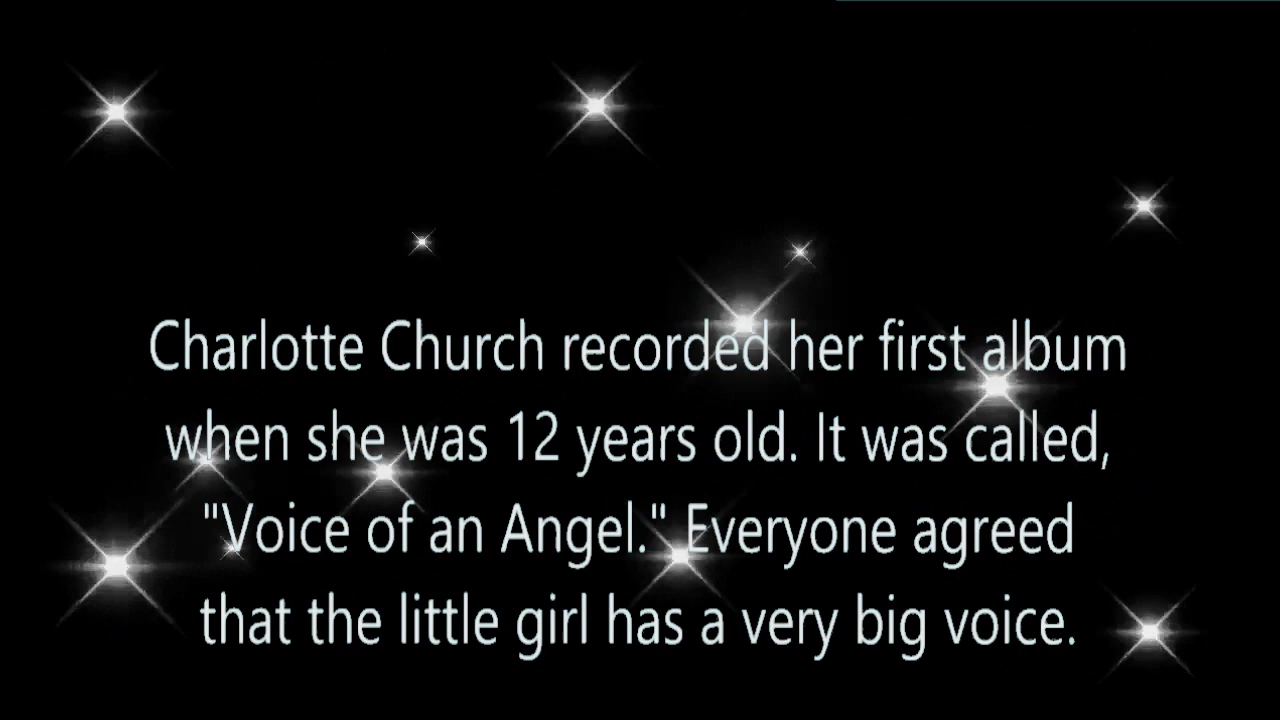 Charlotte Church recorded her first album
when she was 12 years old. It was called,
"Voice of an Angel." Everyone agreed
that the little girl has a very big voice.